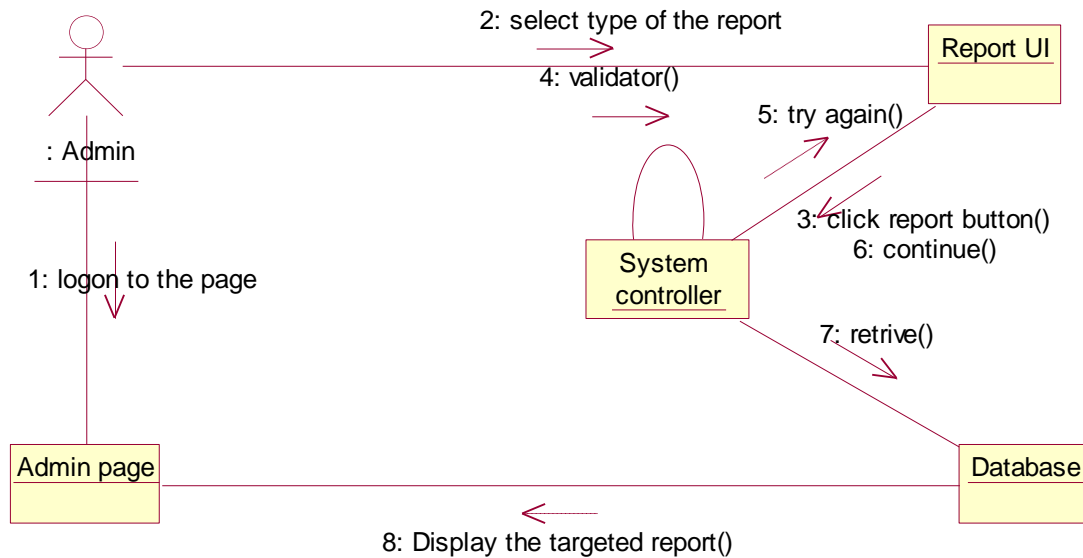 2: select type of the report
Report UI
4: validator()
5: try again()
: Admin
3: click report button()
6: continue()
System
controller
1: logon to the page
7: retrive()
Admin page
Database
8: Display the targeted report()